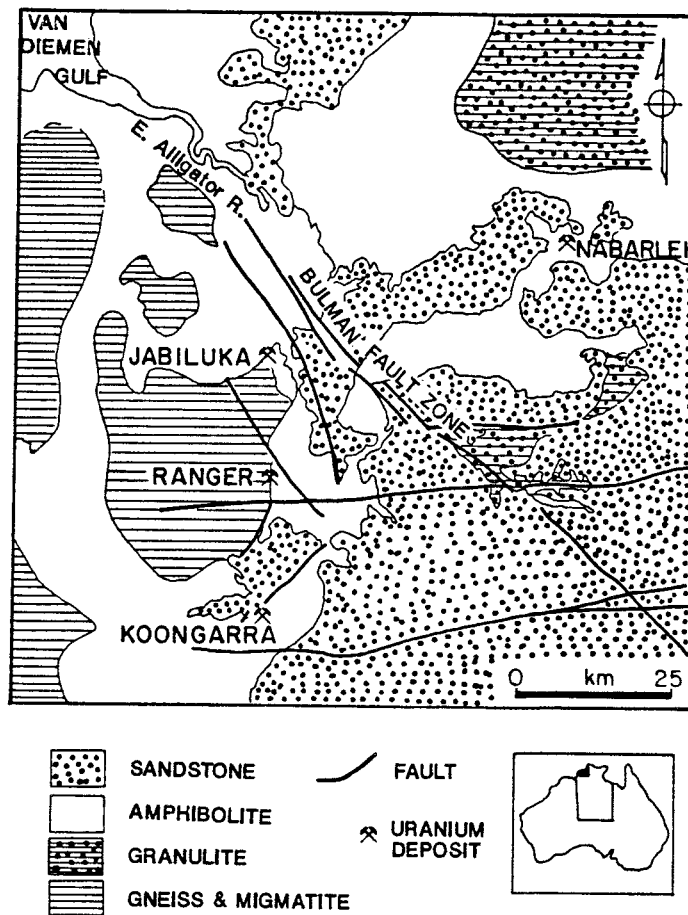 VAN
DIEMEN
GULF
E. Alligator R.
BULMAN FAULT ZONE
NABARLEK
JABILUKA
RANGER
KOONGARRA
0 km 25
SANDSTONE
AMPHIBOLITE
GRANULITE
GNEISS & MIGMATITE
FAULT
URANIUM
DEPOSIT